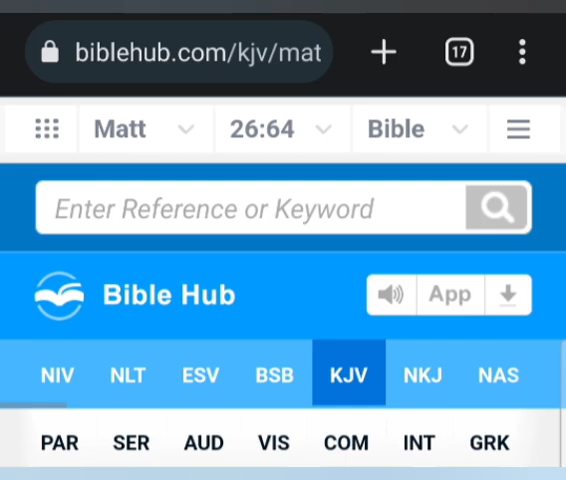 biblehub.com/kjv/mat 17
Matt 26:64 Bible
Enter Reference or Keyword
Bible Hub App
NIV NLT ESV BSB KJV NKJ NAS
PAR SER AUD VIS COM INT GRK